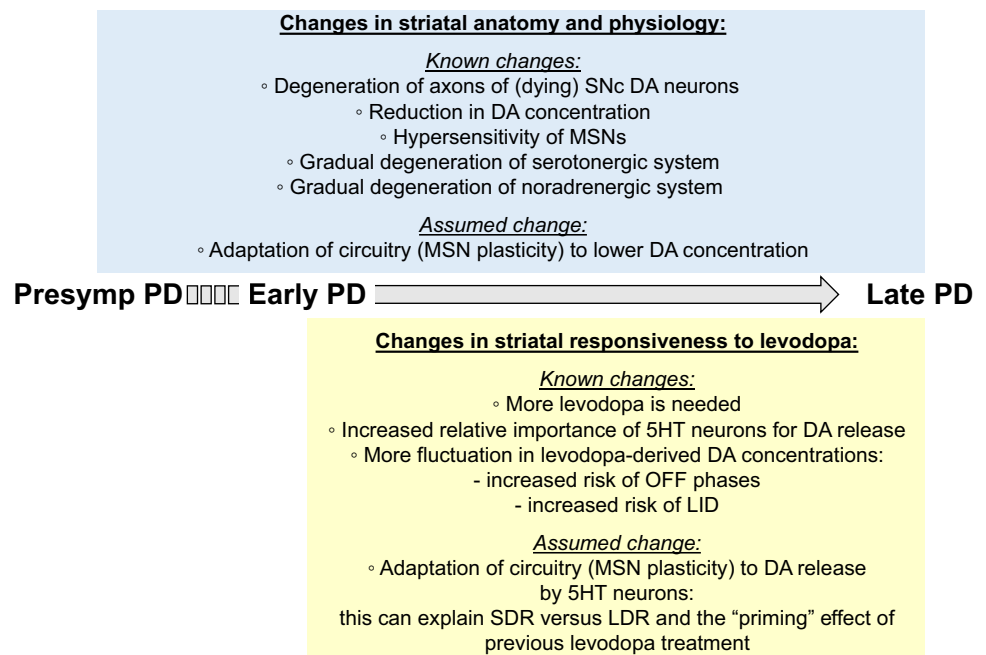 Changes in striatal anatomy and physiology:
Known changes:
◦ Degeneration of axons of (dying) SNc DA neurons
◦ Reduction in DA concentration
◦ Hypersensitivity of MSNs
◦ Gradual degeneration of serotonergic system
◦ Gradual degeneration of noradrenergic system
Assumed change:
◦ Adaptation of circuitry (MSN plasticity) to lower DA concentration
Presymp PD Early PD Late PD
Changes in striatal responsiveness to levodopa:
Known changes:
◦ More levodopa is needed
◦ Increased relative importance of 5HT neurons for DA release
◦ More fluctuation in levodopa-derived DA concentrations:
- increased risk of OFF phases
- increased risk of LID
Assumed change:
◦ Adaptation of circuitry (MSN plasticity) to DA release
by 5HT neurons:
this can explain SDR versus LDR and the “priming” effect of
previous levodopa treatment